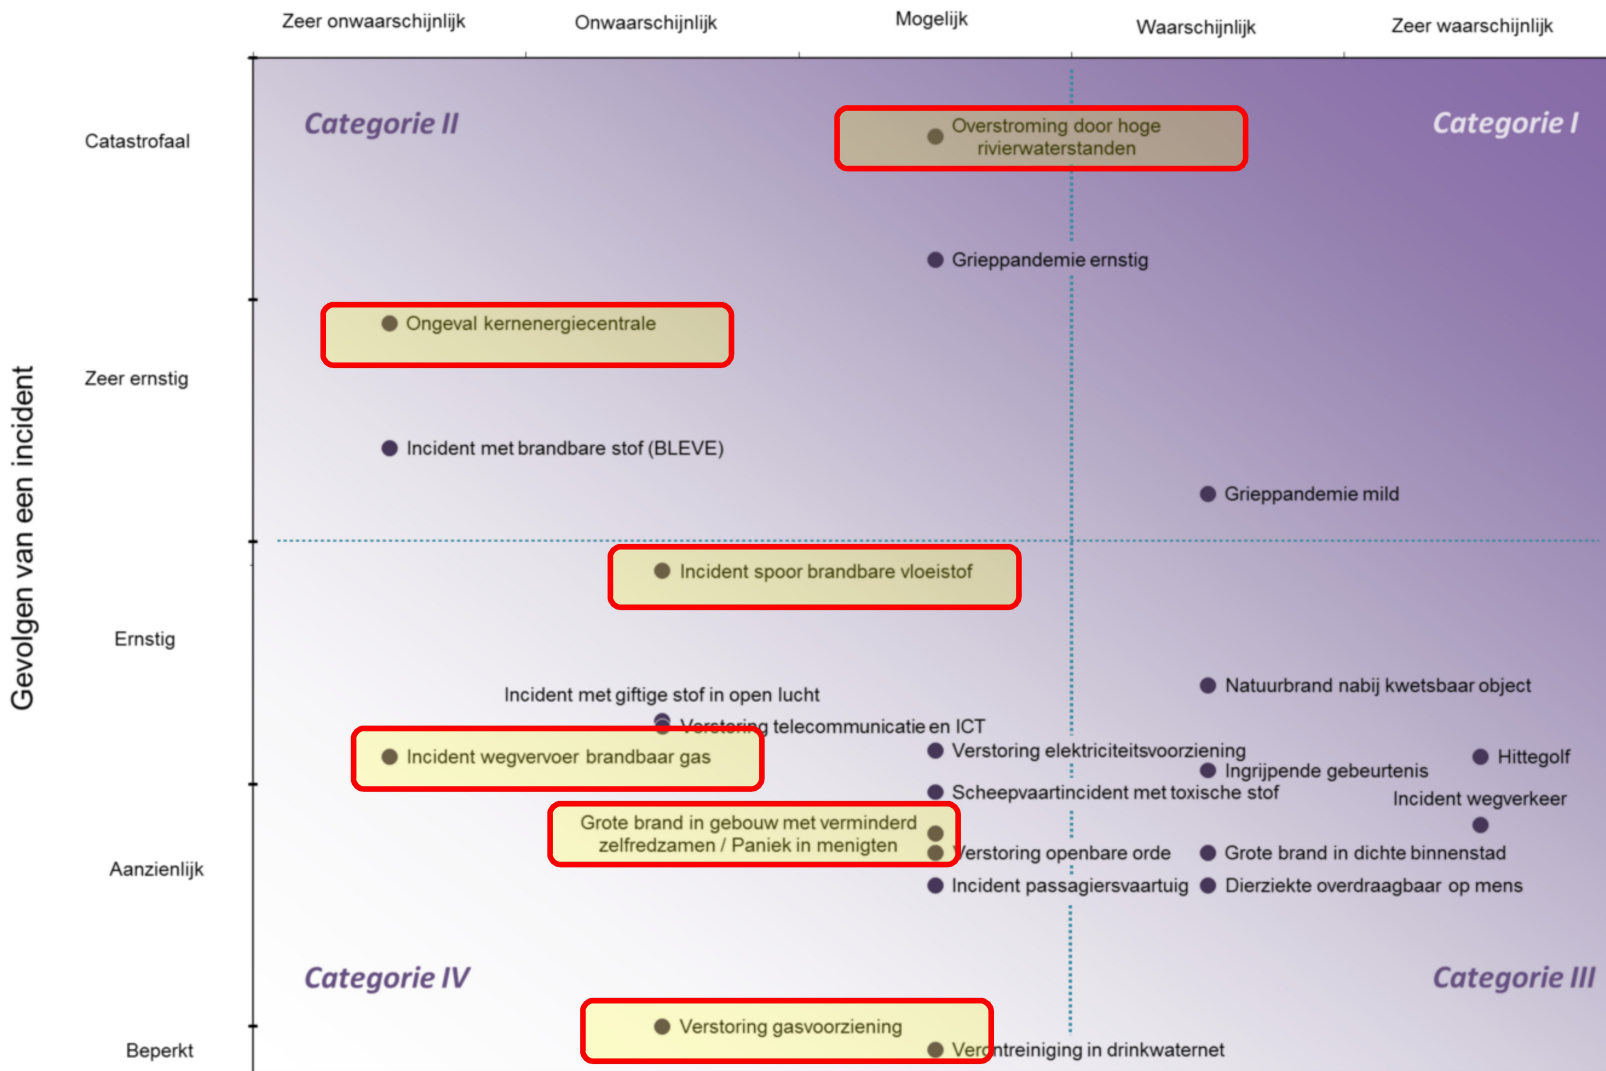 Zeer onwaarschijnlijk
Onwaarschijnlijk
Mogelijk
Waarschijnlijk
Zeer waarschijnlijk
Gevolgen van een incident
Catastrofaal
Zeer ernstig
Ernstig
Aanzienlijk
Beperkt
Categorie II
Categorie I
Overstroming door hoge
rivierwaterstanden
Grieppandemie ernstig
Ongeval kernenergiecentrale
Incident met brandbare stof (BLEVE)
Grieppandemie mild
Incident spoor brandbare vloeistof
Natuurbrand nabij kwetsbaar object
Incident met giftige stof in open lucht
Verstoring telecommunicatie en ICT
Incident wegvervoer brandbaar gas
Verstoring elektriciteitsvoorziening
Hittegolf
Ingrijpende gebeurtenis
Scheepvaartincident met toxische stof
Incident wegverkeer
Grote brand in gebouw met verminderd
zelfredzamen / Paniek in menigten
Verstoring openbare orde
Grote brand in dichte binnenstad
Incident passagiersvaartuig
Dierziekte overdraagbaar op mens
Categorie IV
Categorie III
Verstoring gasvoorziening
Verontreiniging in drinkwaternet